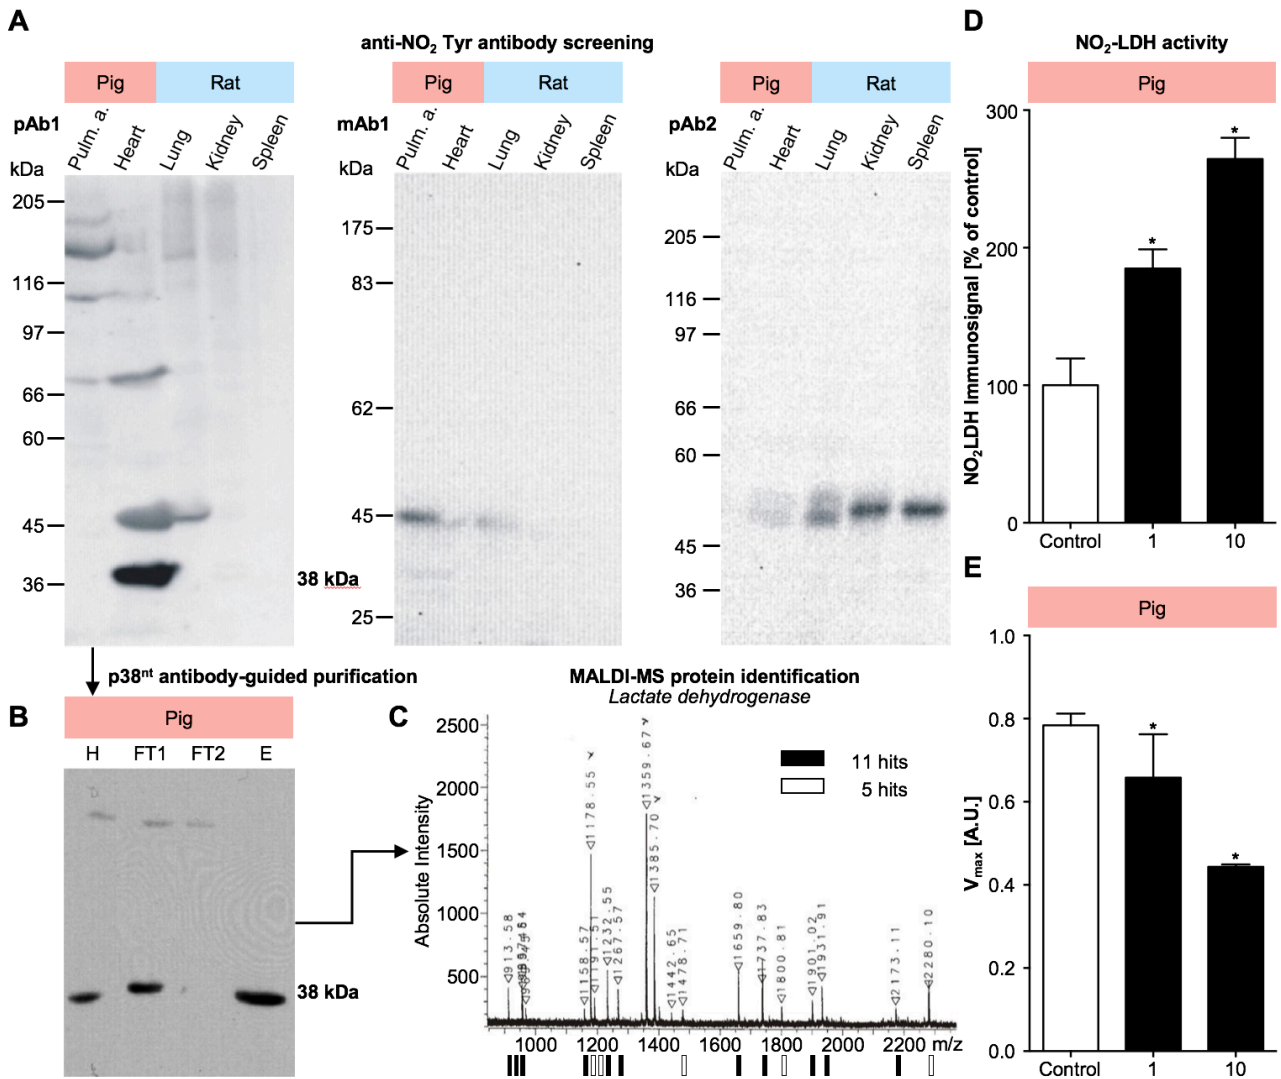 A
anti-NO2 Tyr antibody screening
Pig Rat
pAb1
Pulm. a. Heart Lung Kidney Spleen
kDa
205
116
97
66
60
45
36
38 kDa
Pig Rat
mAb1
Pulm. a. Heart Lung Kidney Spleen
kDa
175
83
62
45
25
Pig Rat
pAb2
Pulm. a. Heart Lung Kidney Spleen
kDa
205
116
97
66
60
45
36
p38nt antibody-guided purification
B
Pig
H FT1 FT2 E
38 kDa
MALDI-MS protein identification
Lactate dehydrogenase
C
Absolute Intensity
2500
2000
1500
1000
500
11 hits
5 hits
913.58
1158.57
1178.55
1191.51
1232.55
1267.57
1359.67
1385.70
1442.65
1478.71
1659.80
1737.83
1800.81
1901.02
1931.91
2173.11
2280.10
1000 1200 1400 1600 1800 2000 2200 m/z
D
NO2-LDH activity
Pig
NO2LDH Immunosignal [% of control]
300
200
100
0
* *
Control 1 10
E
Pig
Vmax [A.U.]
1.0
0.8
0.6
0.4
0.2
0.0
* *
Control 1 10